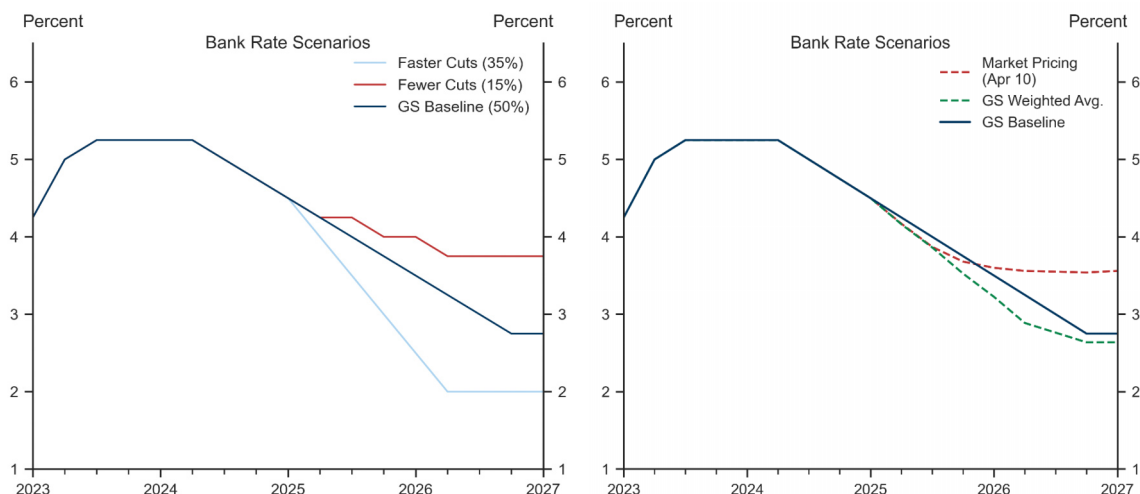 Percent Percent
Bank Rate Scenarios
Faster Cuts (35%)
Fewer Cuts (15%)
GS Baseline (50%)
6 6
5 5
4 4
3 3
2 2
1 1
2023 2024 2025 2026 2027
Percent Percent
Bank Rate Scenarios
Market Pricing
(Apr 10)
GS Weighted Avg.
GS Baseline
6 6
5 5
4 4
3 3
2 2
1 1
2023 2024 2025 2026 2027